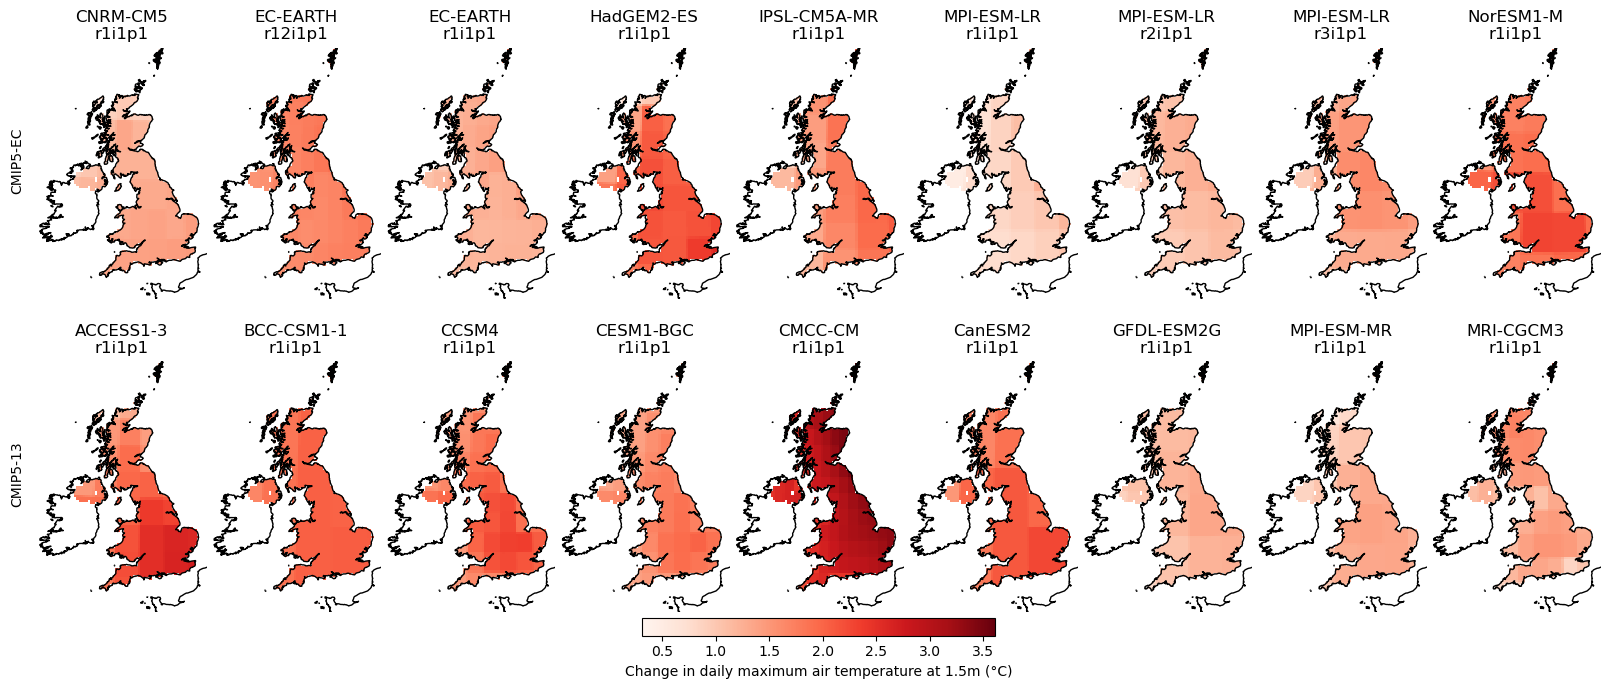 CNRM-CM5 EC-EARTH EC-EARTH HadGEM2-ES IPSL-CM5A-MR MPI-ESM-LR MPI-ESM-LR MPI-ESM-LR NorESM1-M
r1i1p1 r12i1p1 r1i1p1 r1i1p1 r1i1p1 r1i1p1 r2i1p1 r3i1p1 r1i1p1
CMIP5-EC
ACCESS1-3 BCC-CSM1-1 CCSM4 CESM1-BGC CMCC-CM CanESM2 GFDL-ESM2G MPI-ESM-MR MRI-CGCM3
r1i1p1 r1i1p1 r1i1p1 r1i1p1 r1i1p1 r1i1p1 r1i1p1 r1i1p1 r1i1p1
CMIP5-13
0.5 1.0 1.5 2.0 2.5 3.0 3.5
Change in daily maximum air temperature at 1.5m (°C)